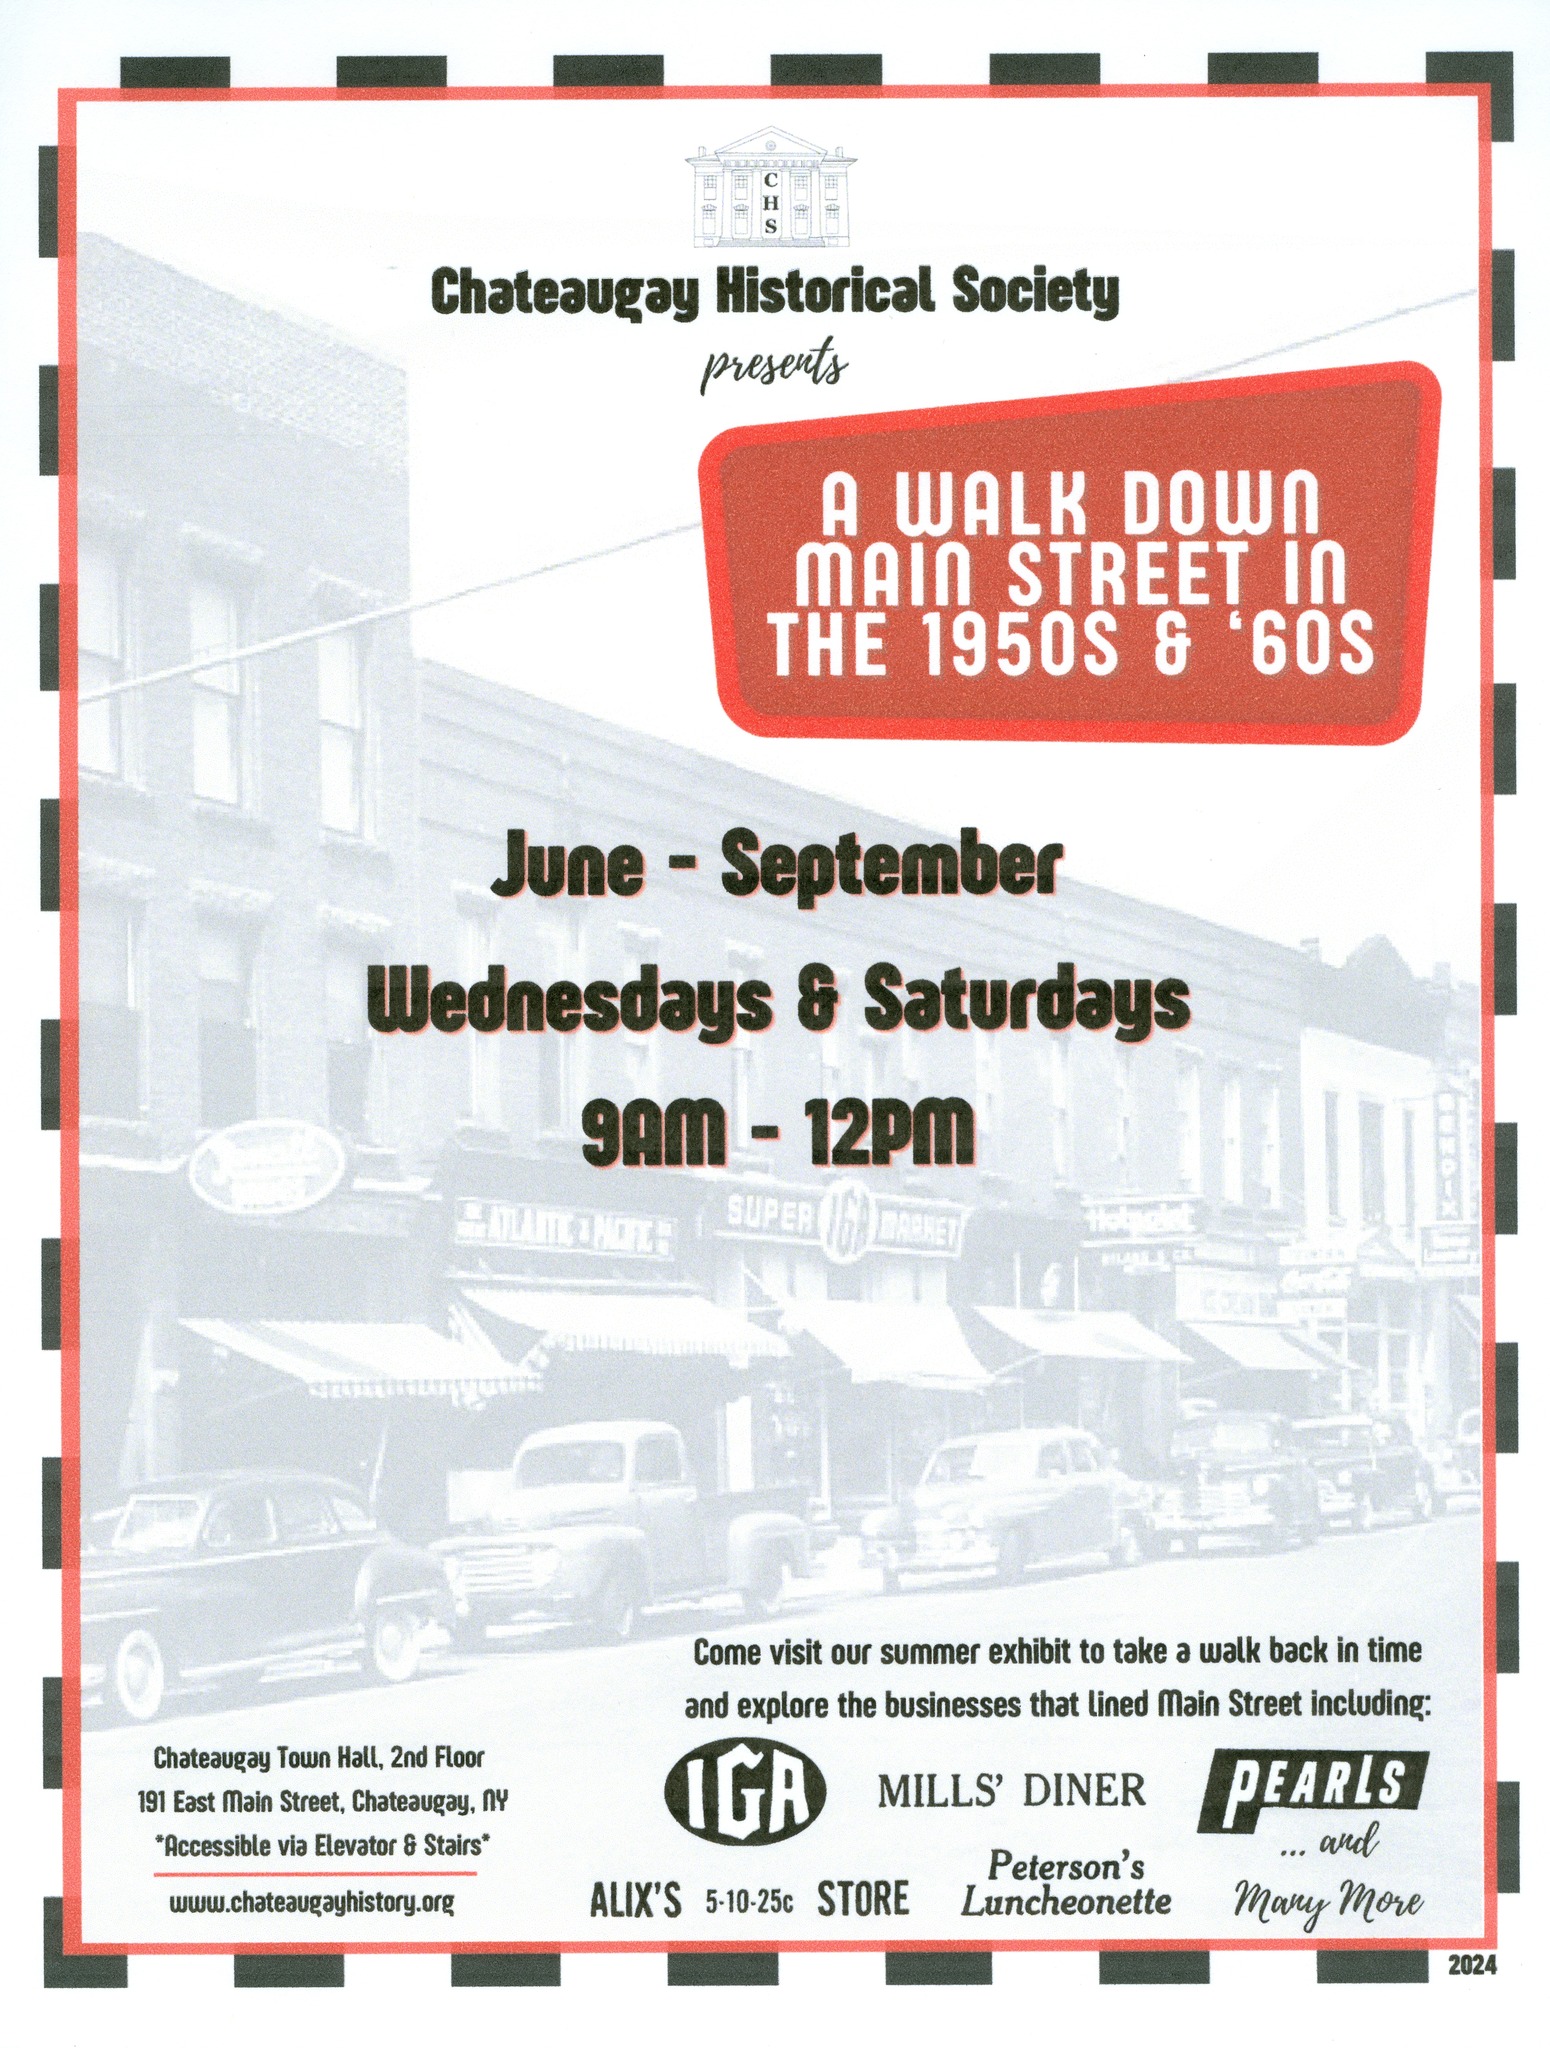 C
H
S
Chateaugay Historical Society
presents
A WALK DOWN
MAIN STREET IN
THE 1950S & ‘60S
June - September
Wednesdays & Saturdays
9AM - 12PM
ATLANTIC & PACIFIC
SUPER IGA MARKET
Come visit our summer exhibit to take a walk back in time
and explore the businesses that lined Main Street including:
Chateaugay Town Hall, 2nd Floor
191 East Main Street, Chateaugay, NY
*Accessible via Elevator & Stairs*
www.chateaugayhistory.org
IGA
MILLS’ DINER
PEARLS
ALIX'S 5-10-25c STORE
Peterson's
Luncheonette
... and
Many More
2024